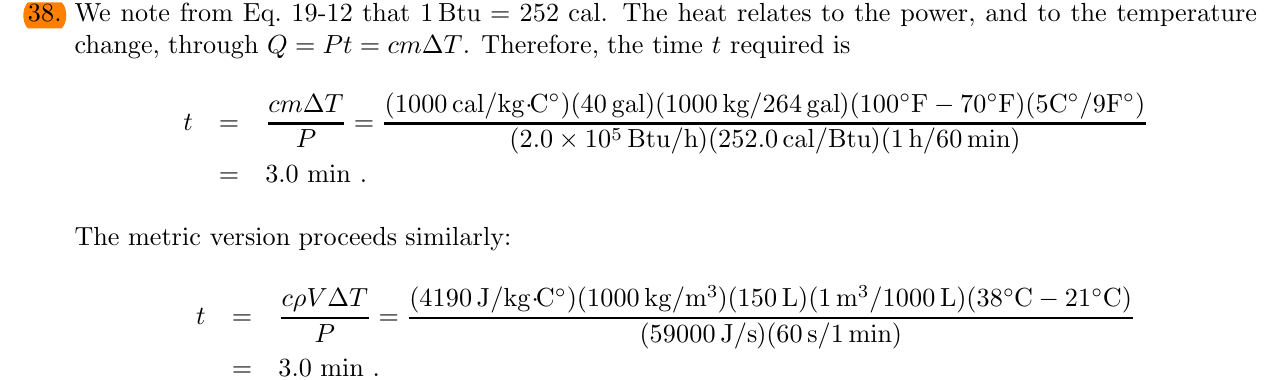 38. We note from Eq. 19-12 that 1 Btu = 252 cal. The heat relates to the power, and to the temperature
change, through Q = Pt = cmΔT. Therefore, the time t required is
t = cmΔT / P = (1000 cal/kg·C°)(40 gal)(1000 kg/264 gal)(100°F − 70°F)(5C°/9F°) / (2.0 × 10⁵ Btu/h)(252.0 cal/Btu)(1 h/60 min)
= 3.0 min .
The metric version proceeds similarly:
t = cρVΔT / P = (4190 J/kg·C°)(1000 kg/m³)(150 L)(1 m³/1000 L)(38°C − 21°C) / (59000 J/s)(60 s/1 min)
= 3.0 min .